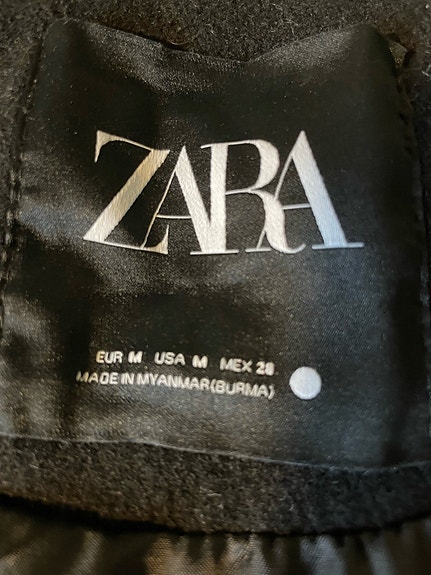 ZARA
EUR M USA M MEX 28
MADE IN MYANMAR(BURMA)